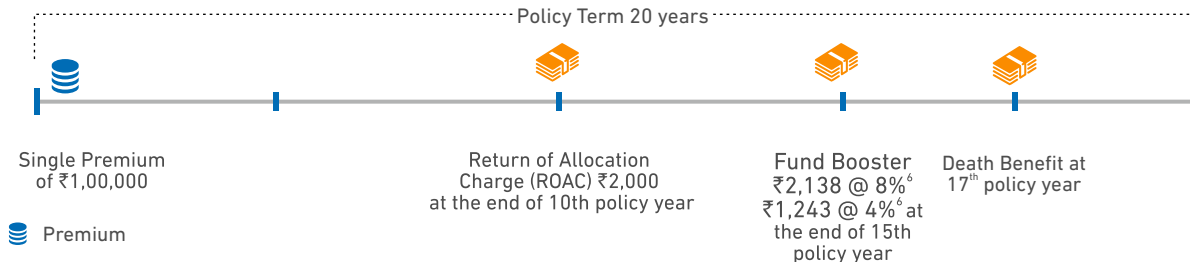 Policy Term 20 years
Single Premium
of ₹1,00,000
Return of Allocation
Charge (ROAC) ₹2,000
at the end of 10th policy year
Fund Booster
₹2,138 @ 8%⁶
₹1,243 @ 4%⁶ at
the end of 15th
policy year
Death Benefit at
17th policy year
Premium